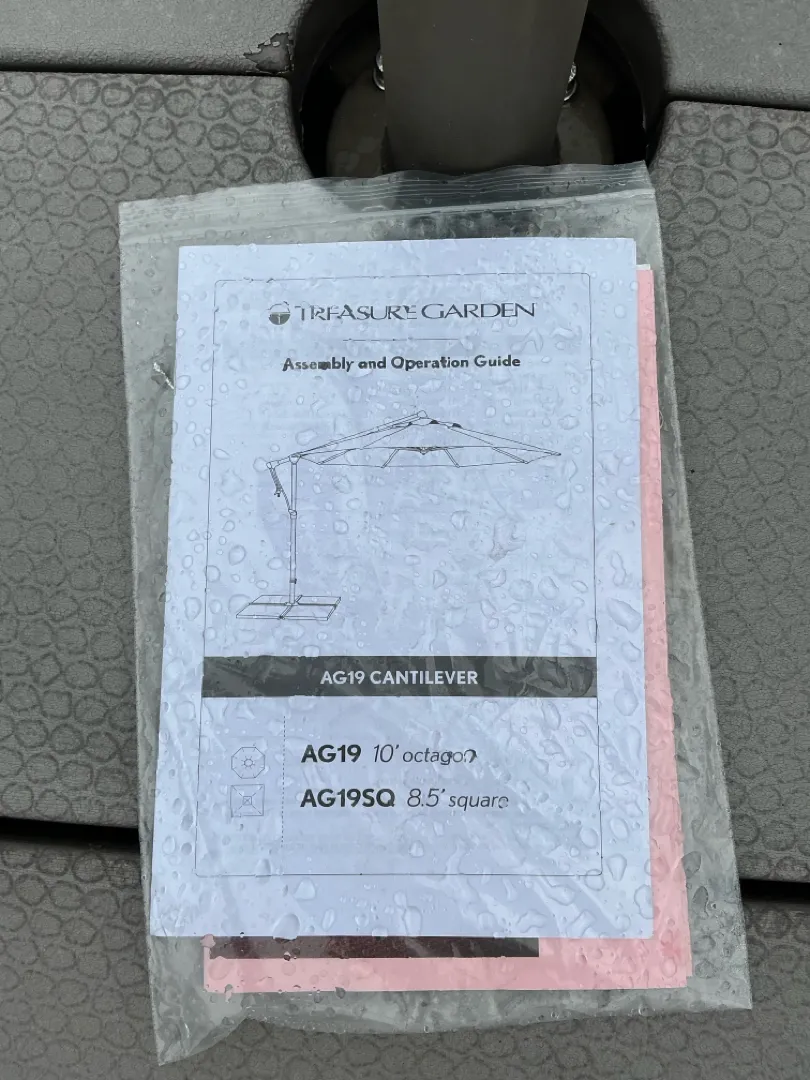 TREASURE GARDEN
Assembly and Operation Guide
AG19 CANTILEVER
AG19 10' octagon
AG19SQ 8.5' square